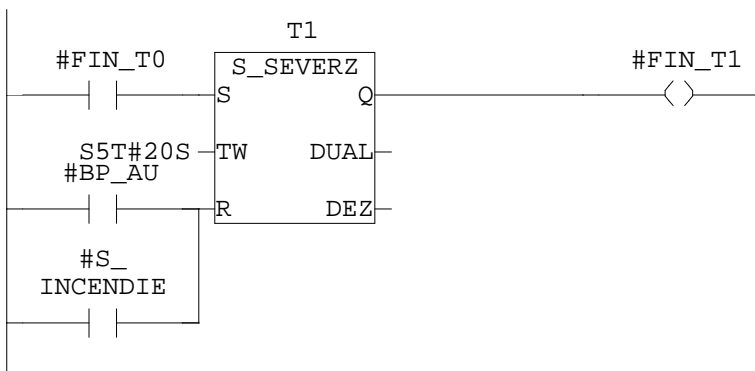 T1
#FIN_T0
S_SEVERZ
#FIN_T1
S
Q
S5T#20S
TW
DUAL
#BP_AU
R
DEZ
#S_
INCENDIE